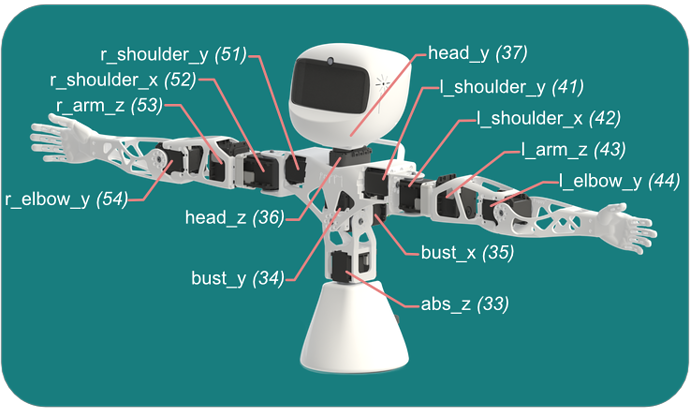 r_shoulder_y (51)
head_y (37)
r_shoulder_x (52)
l_shoulder_y (41)
r_arm_z (53)
l_shoulder_x (42)
l_arm_z (43)
l_elbow_y (44)
r_elbow_y (54)
head_z (36)
bust_x (35)
bust_y (34)
abs_z (33)